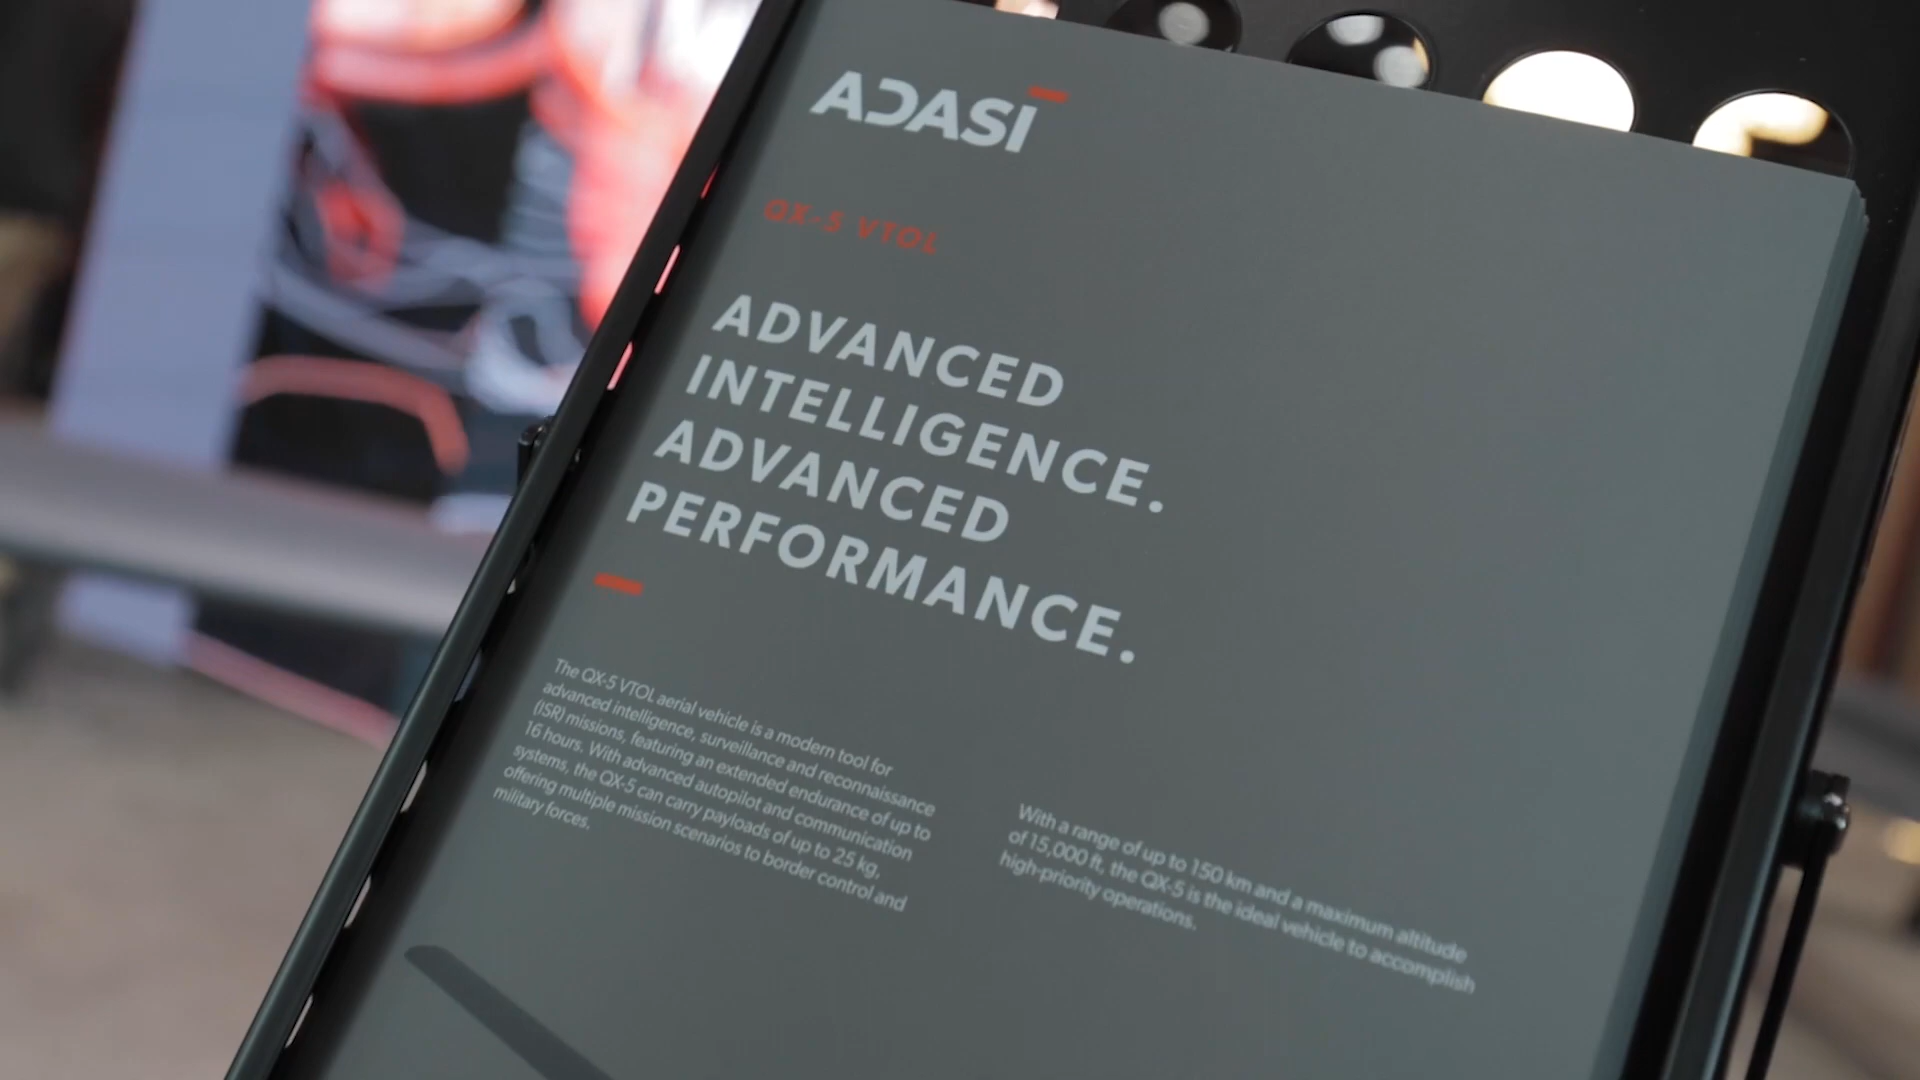 ADASI
QX-5 VTOL
ADVANCED
INTELLIGENCE.
ADVANCED
PERFORMANCE.
The QX-5 VTOL aerial vehicle is a modern tool for
advanced intelligence, surveillance and reconnaissance
(ISR) missions, featuring an extended endurance of up to
16 hours. With advanced autopilot and communication
systems, the QX-5 can carry payloads of up to 25 kg,
offering multiple mission scenarios to border control and
military forces.
With a range of up to 150 km and a maximum altitude
of 15,000 ft, the QX-5 is the ideal vehicle to accomplish
high-priority operations.